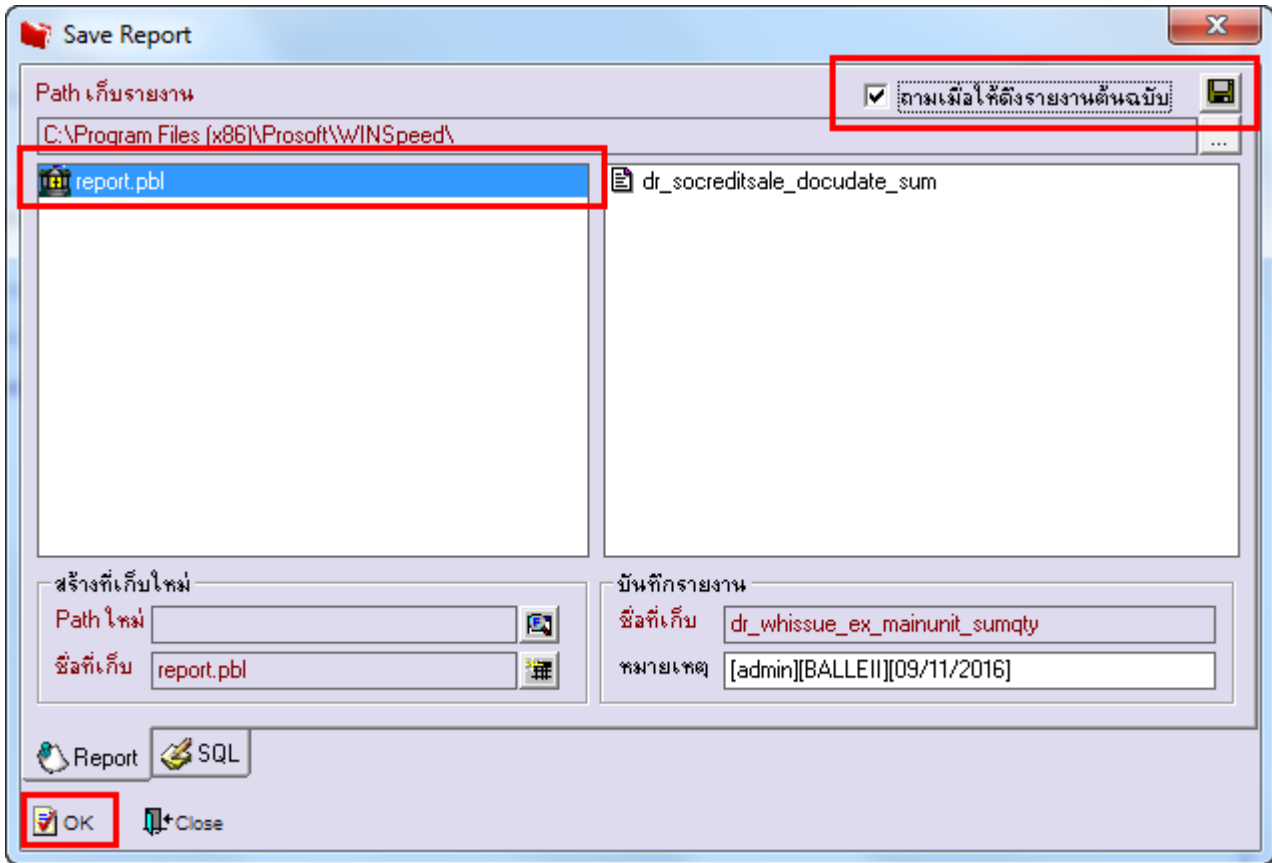 Save Report
Path เก็บรายงาน
ถามเมื่อให้ดึงรายงานต้นฉบับ
C:\Program Files (x86)\Prosoft\WINSpeed\
...
report.pbl
dr_socreditsale_docudate_sum
สร้างที่เก็บใหม่
Path ใหม่
ชื่อที่เก็บ report.pbl
บันทึกรายงาน
ชื่อที่เก็บ dr_whissue_ex_mainunit_sumqty
หมายเหตุ [admin][BALLEII][09/11/2016]
Report SQL
OK Close